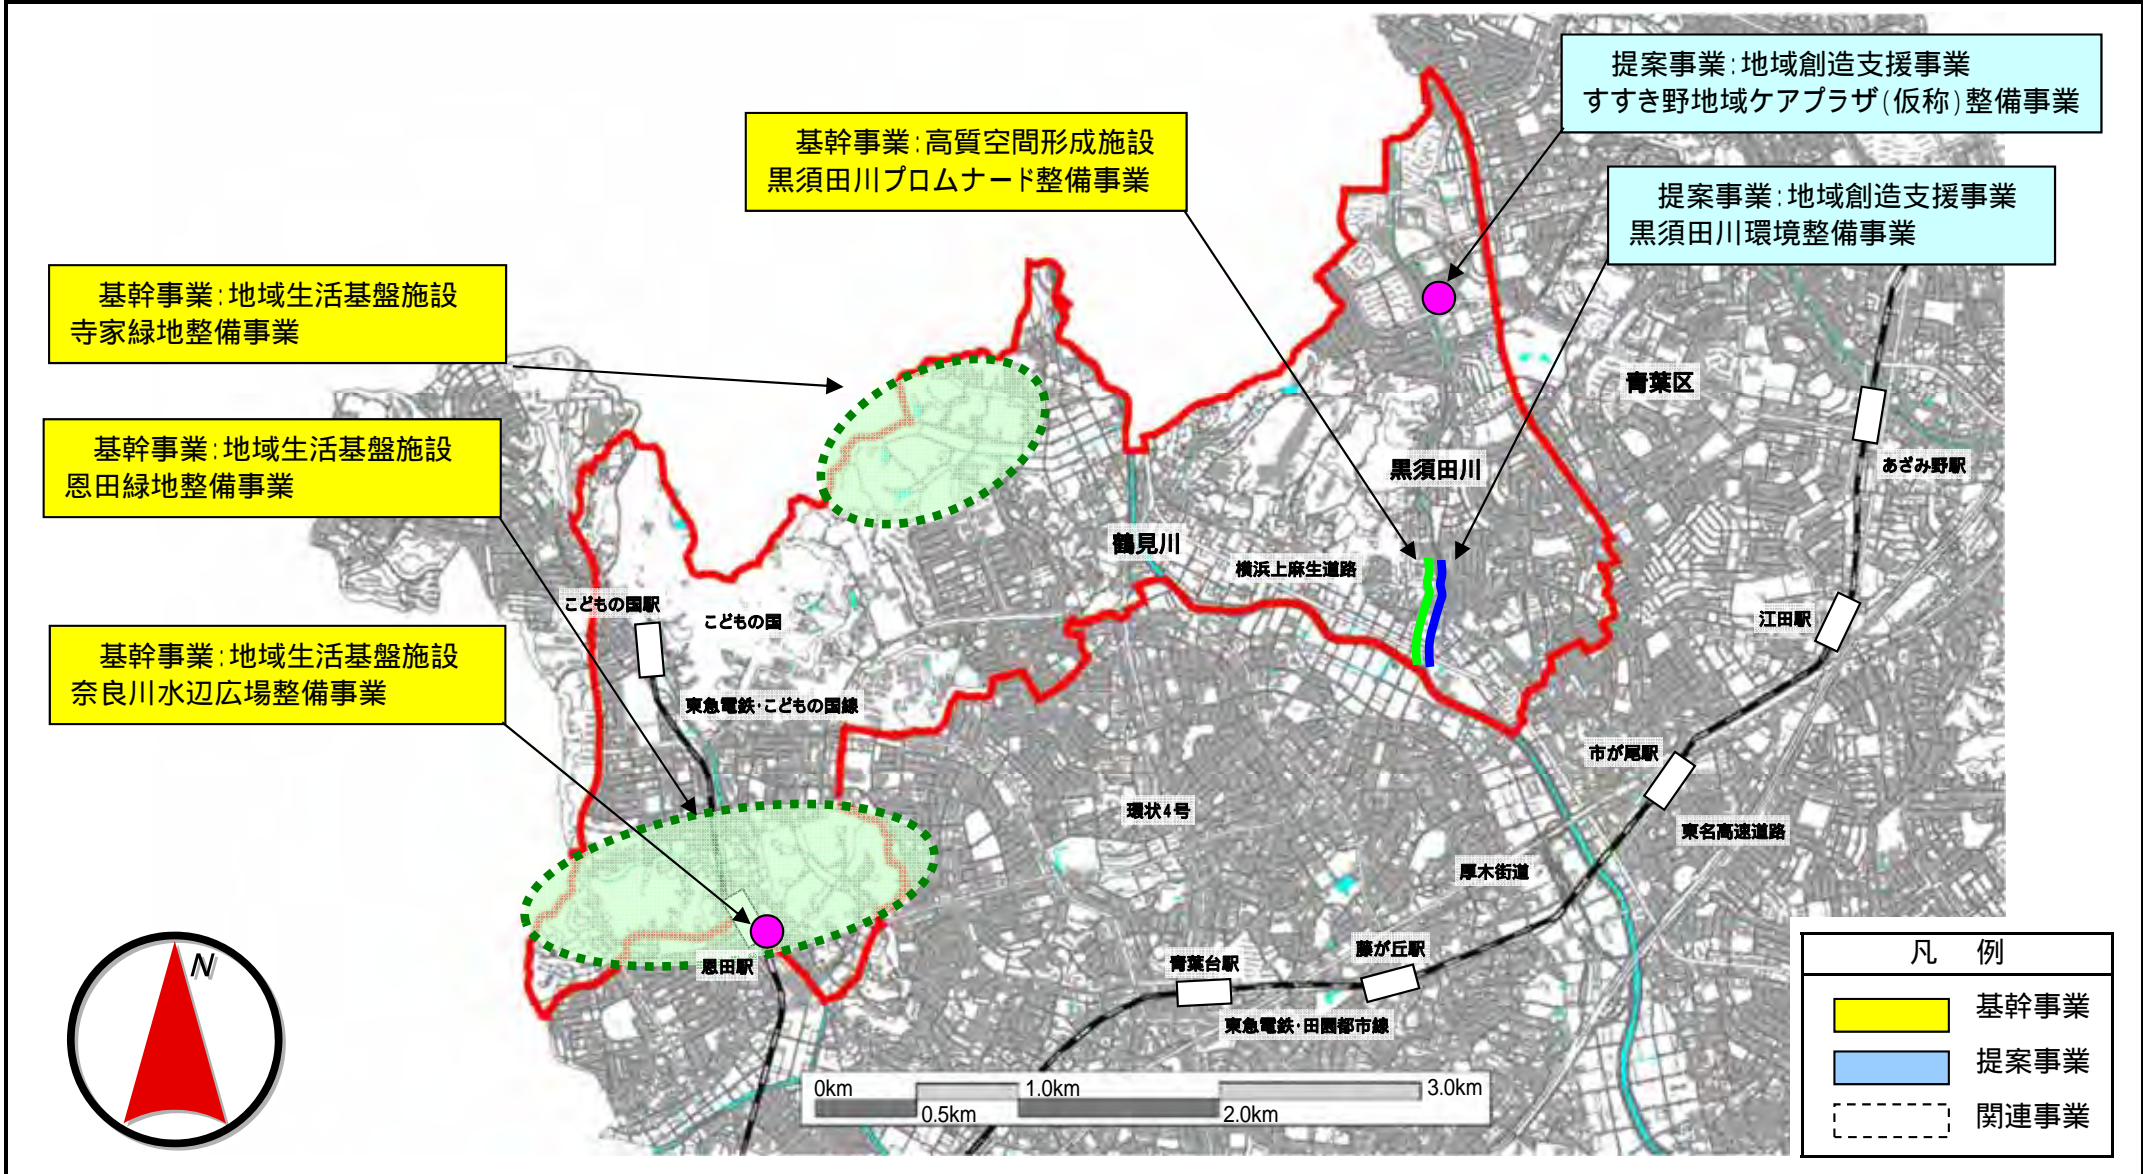 提案事業:地域創造支援事業
すすき野地域ケアプラザ(仮称)整備事業
基幹事業:高質空間形成施設
黒須田川プロムナード整備事業
提案事業:地域創造支援事業
黒須田川環境整備事業
基幹事業:地域生活基盤施設
寺家緑地整備事業
基幹事業:地域生活基盤施設
恩田緑地整備事業
基幹事業:地域生活基盤施設
奈良川水辺広場整備事業
青葉区
あざみ野駅
黒須田川
鶴見川
横浜上麻生道路
こどもの国駅
こどもの国
江田駅
東急電鉄・こどもの国線
市が尾駅
環状4号
東名高速道路
厚木街道
藤が丘駅
青葉台駅
恩田駅
東急電鉄・田園都市線
N
0km
1.0km
3.0km
0.5km
2.0km
凡 例
基幹事業
提案事業
関連事業